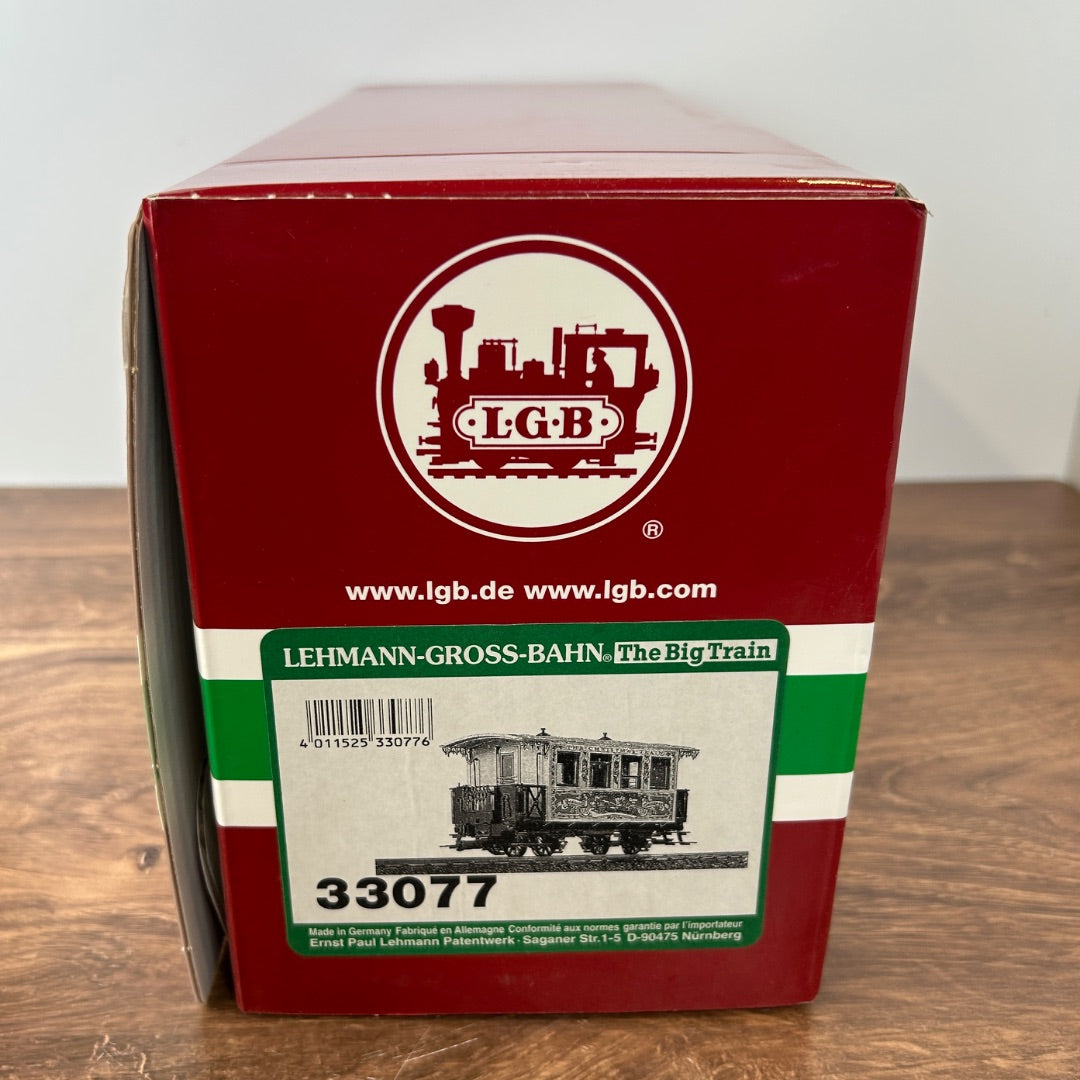 L·G·B
®
www.lgb.de www.lgb.com
LEHMANN-GROSS-BAHN® The Big Train
4 011525 330776
33077
Made in Germany Fabriqué en Allemagne Conformité aux normes garantie par l'importateur
Ernst Paul Lehmann Patentwerk · Saganer Str. 1-5 D-90475 Nürnberg